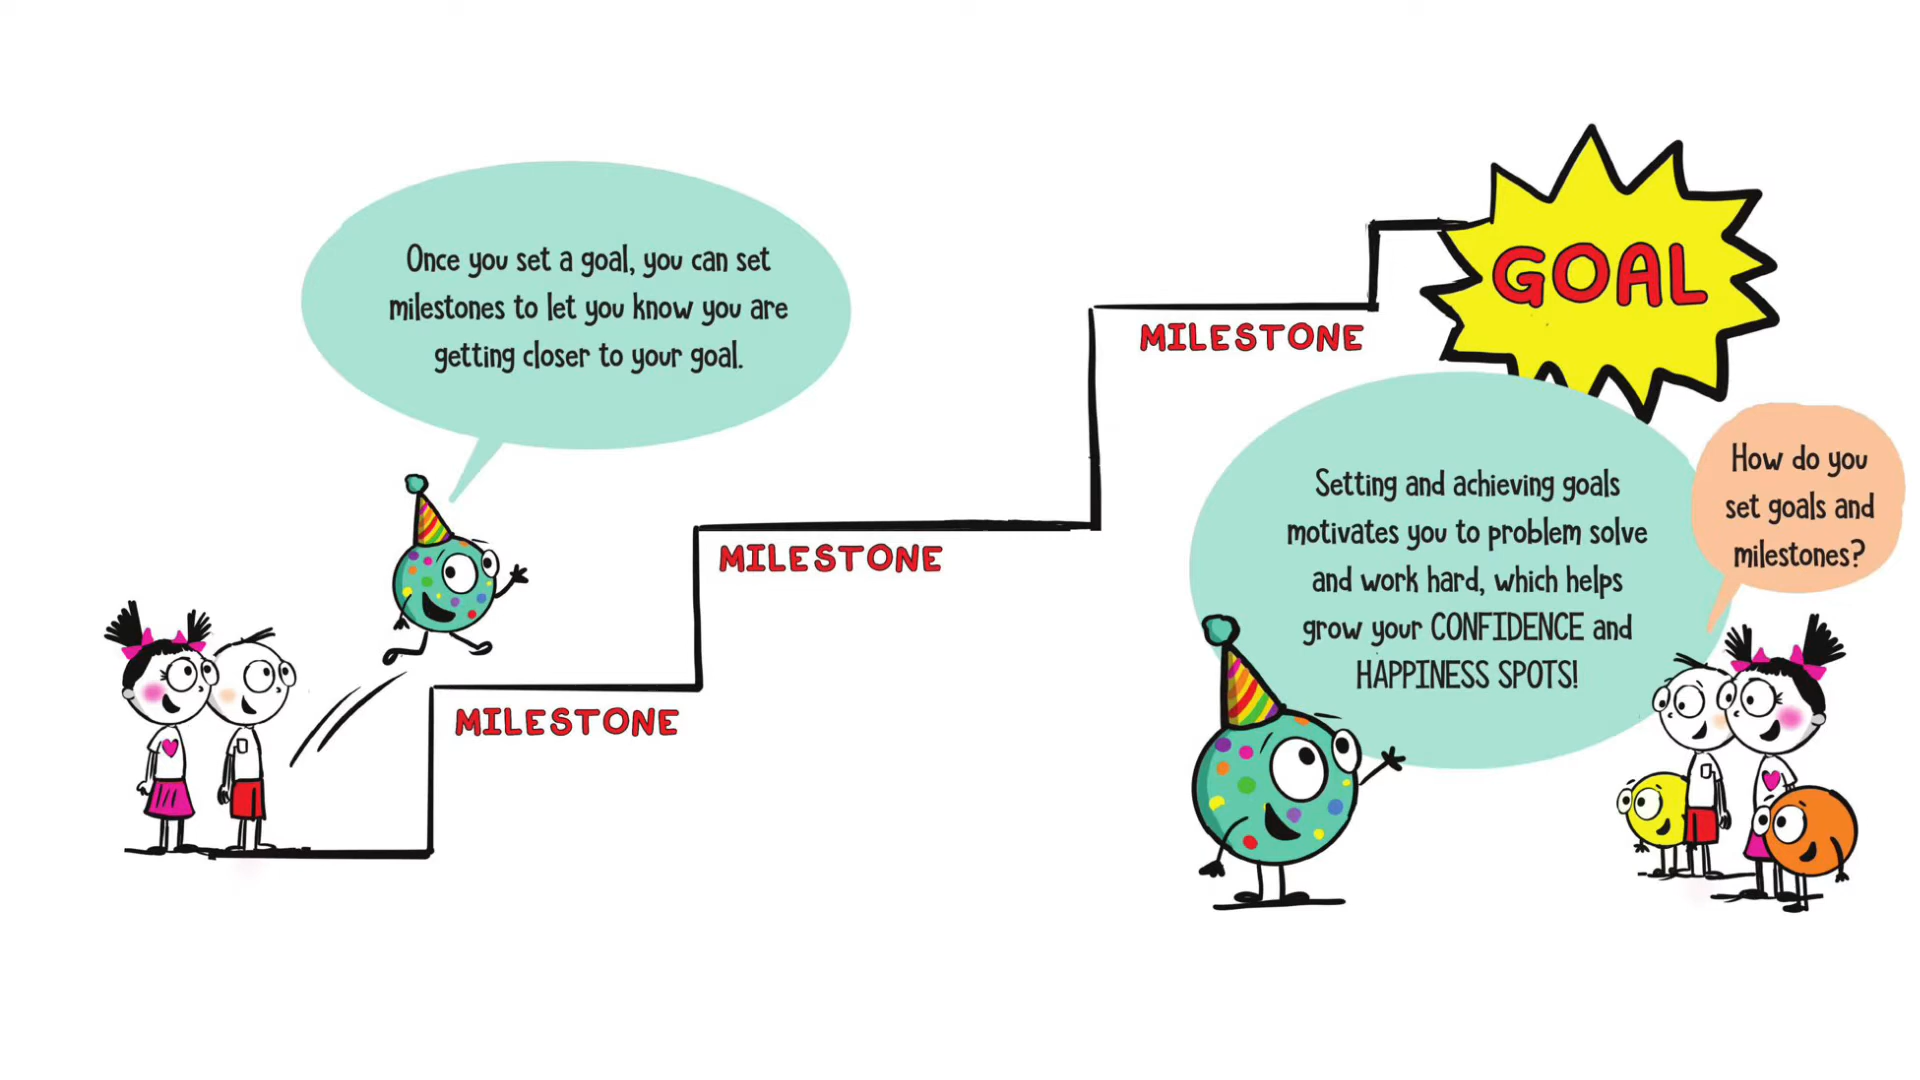 Once you set a goal, you can set
milestones to let you know you are
getting closer to your goal.
MILESTONE
MILESTONE
MILESTONE
GOAL
Setting and achieving goals
motivates you to problem solve
and work hard, which helps
grow your CONFIDENCE and
HAPPINESS SPOTS!
How do you
set goals and
milestones?